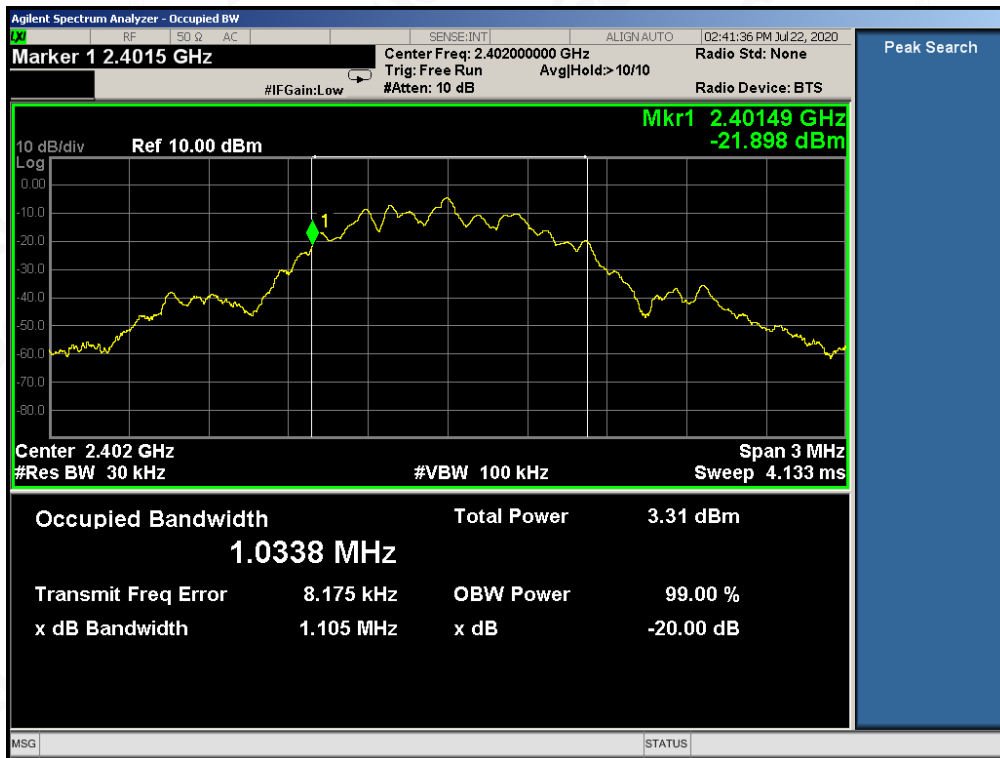 Agilent Spectrum Analyzer - Occupied BW
LXI RF 50 Ω AC SENSE:INT ALIGN AUTO 02:41:36 PM Jul 22, 2020
Marker 1 2.4015 GHz
Center Freq: 2.402000000 GHz
Radio Std: None
Trig: Free Run Avg|Hold:> 10/10
#IFGain:Low
#Atten: 10 dB
Radio Device: BTS
Peak Search
Mkr1 2.40149 GHz
-21.898 dBm
10 dB/div Ref 10.00 dBm
Log
0.00
-10.0
1
-20.0
-30.0
-40.0
-50.0
-60.0
-70.0
-80.0
Center 2.402 GHz Span 3 MHz
#Res BW 30 kHz #VBW 100 kHz Sweep 4.133 ms
Occupied Bandwidth Total Power 3.31 dBm
1.0338 MHz
Transmit Freq Error 8.175 kHz OBW Power 99.00 %
x dB Bandwidth 1.105 MHz x dB -20.00 dB
MSG STATUS